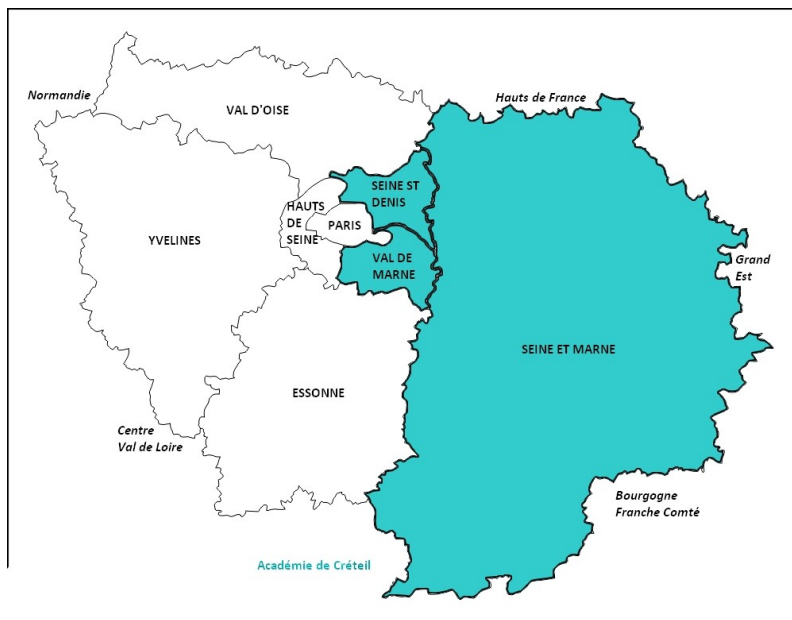 Normandie
Hauts de France
VAL D'OISE
SEINE ST
DENIS
HAUTS
DE
SEINE
PARIS
YVELINES
VAL DE
MARNE
Grand
Est
SEINE ET MARNE
ESSONNE
Centre
Val de Loire
Bourgogne
Franche Comté
Académie de Créteil